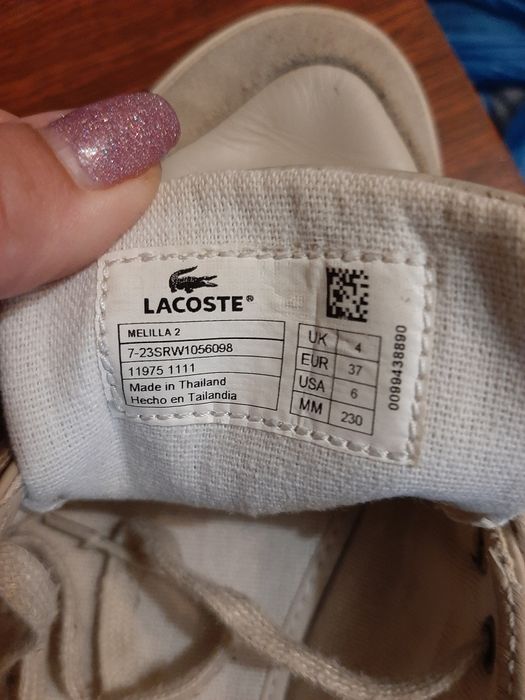 LACOSTE®
MELILLA 2
7-23SRW1056098
11975 1111
Made in Thailand
Hecho en Tailandia
UK 4
EUR 37
USA 6
MM 230
0099438890